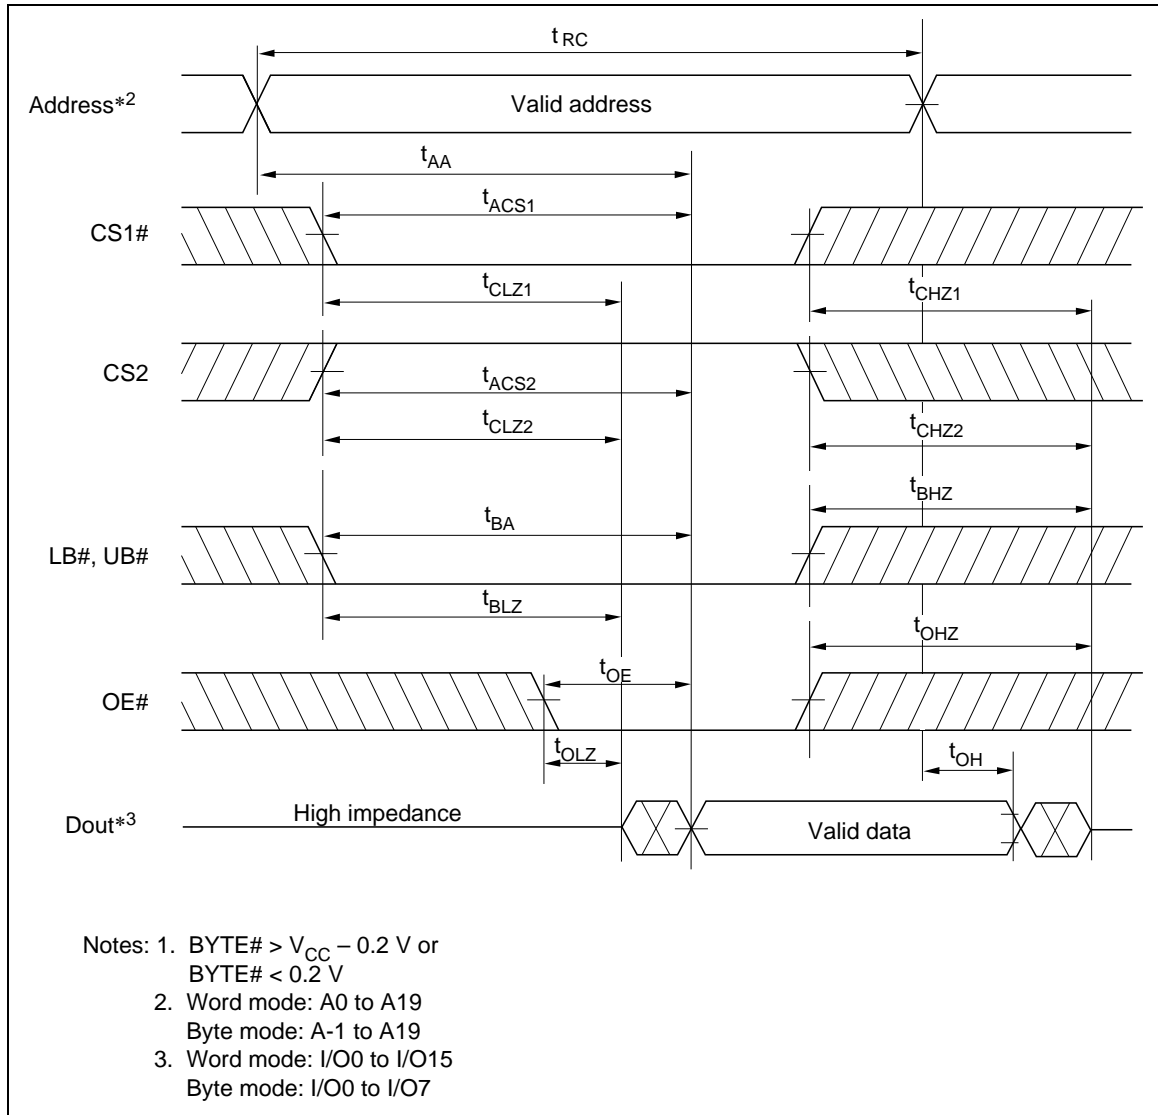 t RC
Address*2
Valid address
tAA
tACS1
CS1#
tCLZ1
tCHZ1
CS2
tACS2
tCLZ2
tCHZ2
tBHZ
tBA
LB#, UB#
tBLZ
tOHZ
tOE
OE#
tOLZ
tOH
High impedance
Dout*3
Valid data
Notes: 1. BYTE# > VCC – 0.2 V or
BYTE# < 0.2 V
2. Word mode: A0 to A19
Byte mode: A-1 to A19
3. Word mode: I/O0 to I/O15
Byte mode: I/O0 to I/O7